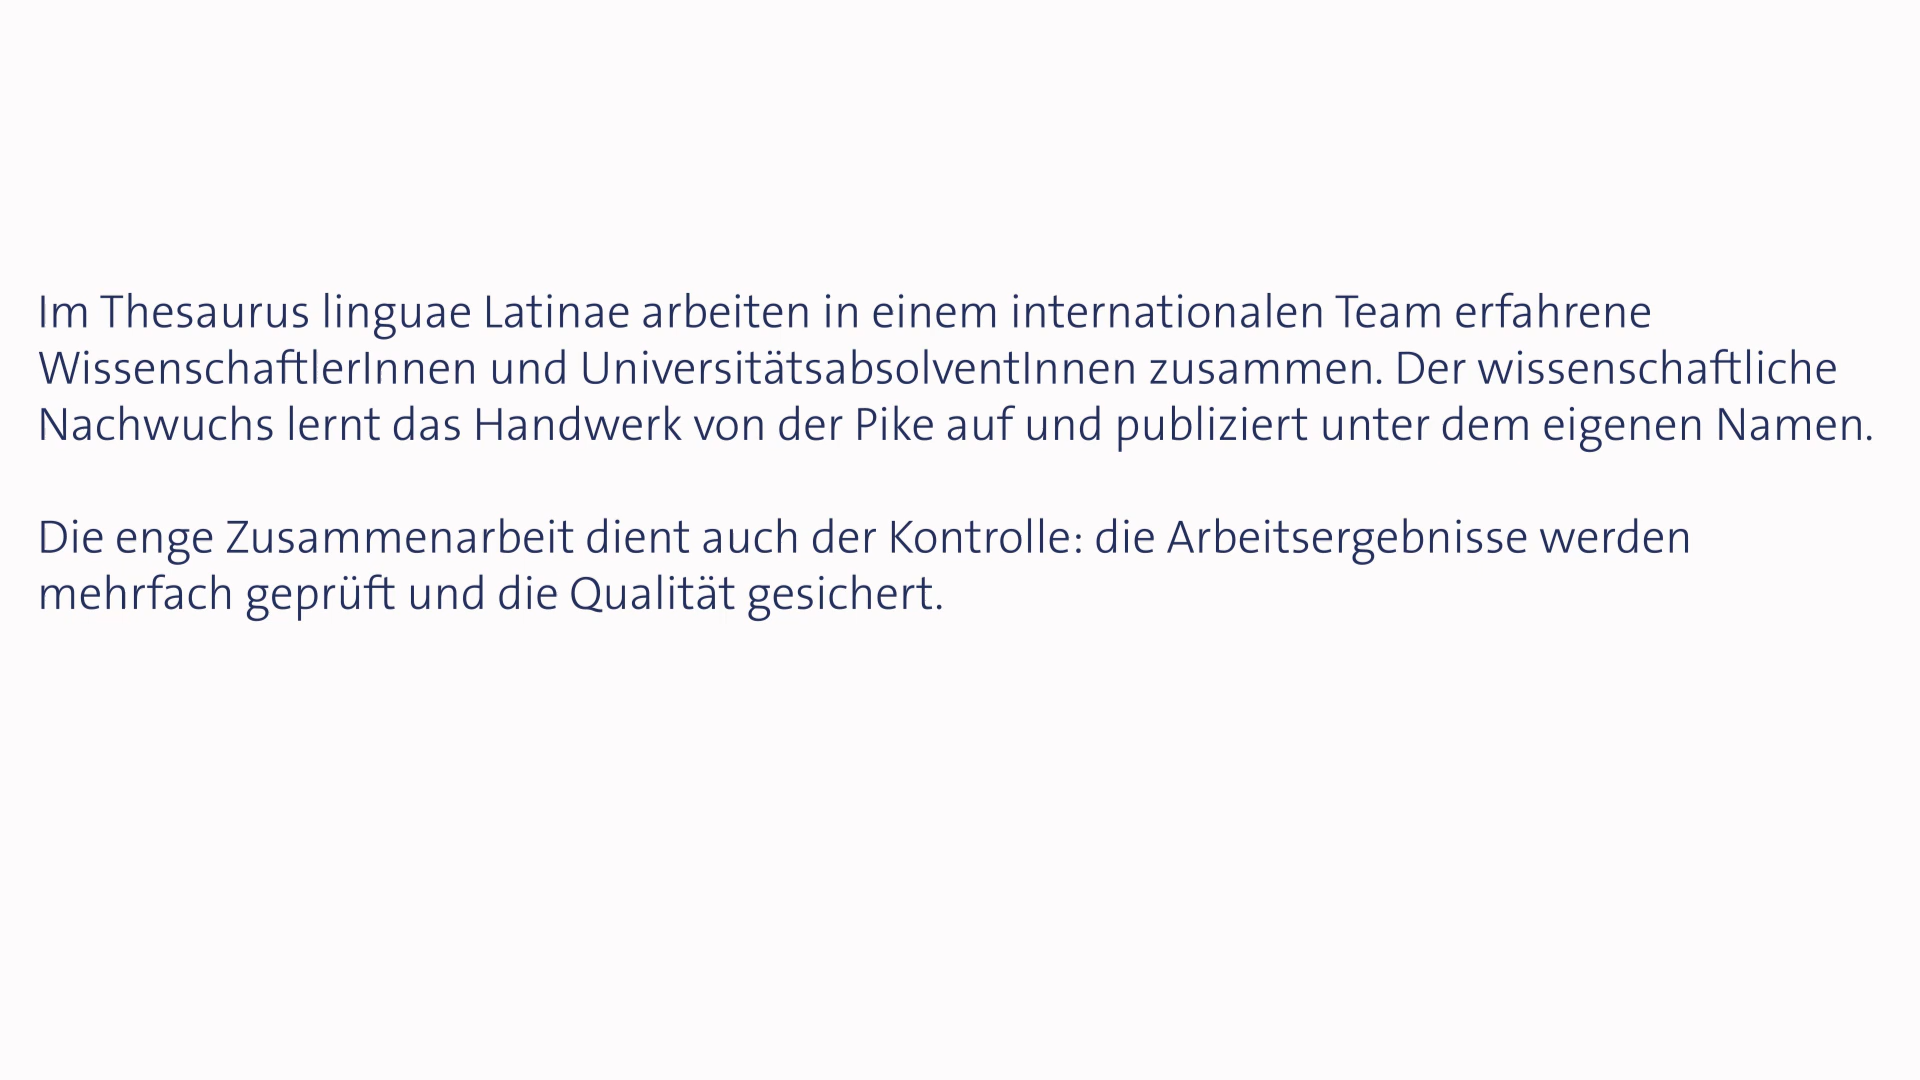 Im Thesaurus linguae Latinae arbeiten in einem internationalen Team erfahrene
WissenschaftlerInnen und UniversitätsabsolventInnen zusammen. Der wissenschaftliche
Nachwuchs lernt das Handwerk von der Pike auf und publiziert unter dem eigenen Namen.
Die enge Zusammenarbeit dient auch der Kontrolle: die Arbeitsergebnisse werden
mehrfach geprüft und die Qualität gesichert.